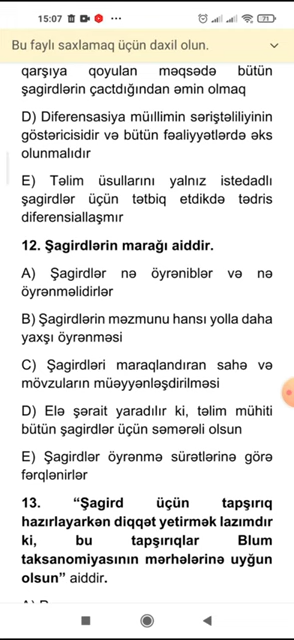 15:07
71
Bu faylı saxlamaq üçün daxil olun.
qarşıya qoyulan məqsədə bütün
şagirdlərin çactdığından əmin olmaq
D) Diferensasiya müıllimin səriştəliliyinin
göstəricisidir və bütün fəaliyyətlərdə əks
olunmalıdır
E) Təlim üsullarını yalnız istedadlı
şagirdlər üçün tətbiq etdikdə tədris
diferensiallaşmır
12. Şagirdlərin marağı aiddir.
A) Şagirdlər nə öyrəniblər və nə
öyrənməlidirlər
B) Şagirdlərin məzmunu hansı yolla daha
yaxşı öyrənməsi
C) Şagirdləri maraqlandıran sahə və
mövzuların müəyyənləşdirilməsi
D) Elə şərait yaradılır ki, təlim mühiti
bütün şagirdlər üçün səmərəli olsun
E) Şagirdlər öyrənmə sürətlərinə görə
fərqlənirlər
13. “Şagird üçün tapşırıq
hazırlayarkən diqqət yetirmək lazımdır
ki, bu tapşırıqlar Blum
taksanomiyasının mərhələrinə uyğun
olsun” aiddir.